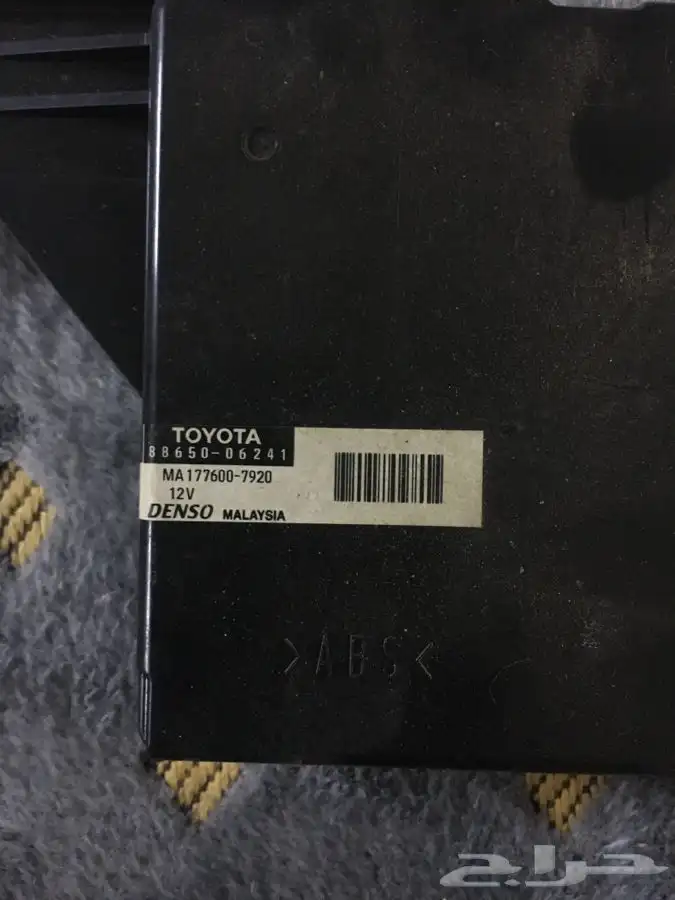 TOYOTA
88650-06241
MA177600-7920
12V
DENSO MALAYSIA
>ABS<
حراج